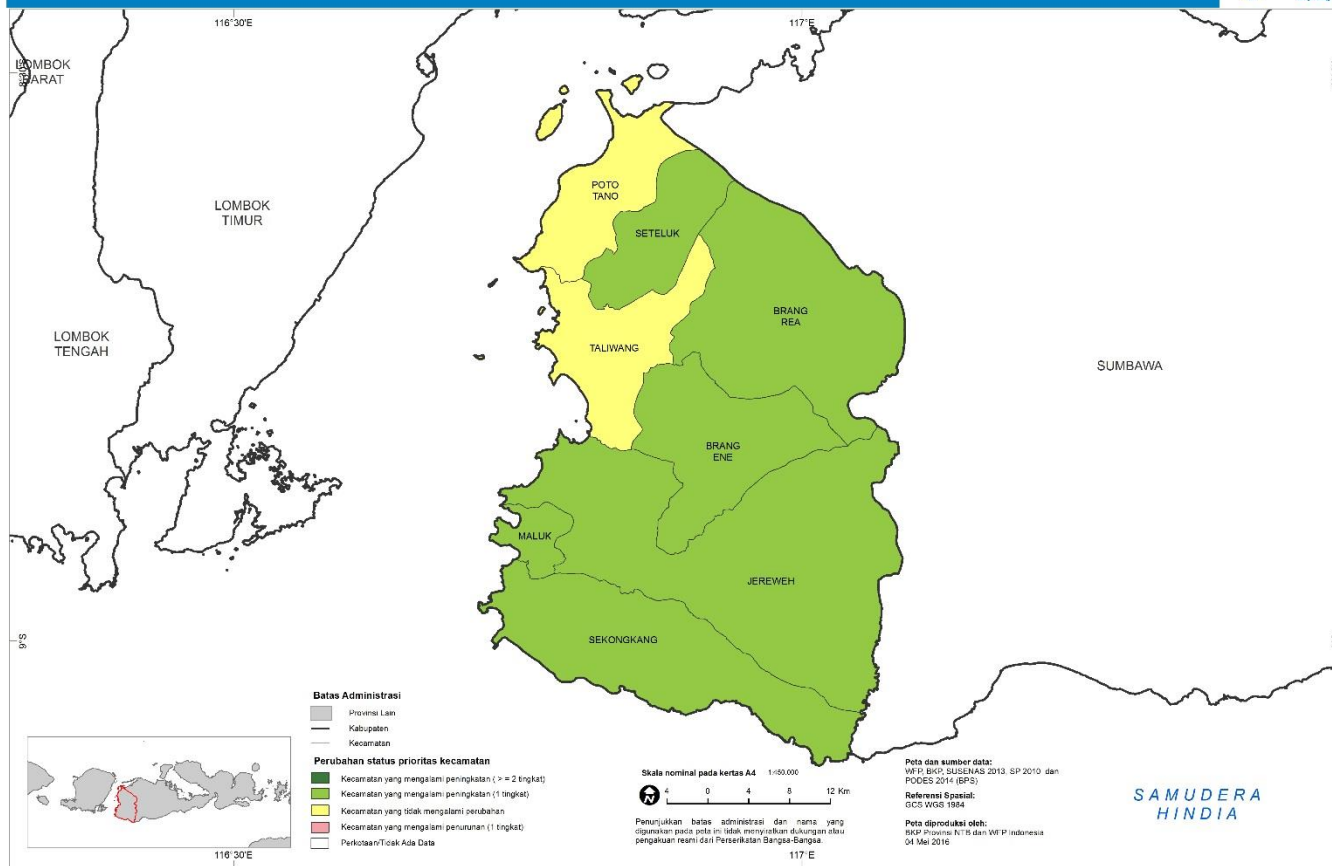 116°30'E
117°E
LOMBOK
BARAT
LOMBOK
TIMUR
LOMBOK
TENGAH
POTO
TANO
SETELUK
BRANG
REA
TALIWANG
SUMBAWA
BRANG
ENE
MALUK
JEREWEH
SEKONGKANG
9°S
Batas Administrasi
Provinsi Lain
Kabupaten
Kecamatan
Perubahan status prioritas kecamatan
Kecamatan yang mengalami peningkatan ( > = 2 tingkat)
Kecamatan yang mengalami peningkatan (1 tingkat)
Kecamatan yang tidak mengalami perubahan
Kecamatan yang mengalami penurunan (1 tingkat)
Perkotaan/Tidak Ada Data
Skala nominal pada kertas A4 1:450.000
4 0 4 8 12 Km
Penunjukkan batas administrasi dan nama yang
digunakan pada peta ini tidak menyiratkan dukungan atau
pengakuan resmi dari Perserikatan Bangsa-Bangsa.
Peta dan sumber data:
WFP, BKP, SUSENAS 2013, SP 2010 dan
PODES 2014 (BPS)
Referensi Spasial:
GCS WGS 1984
Peta diproduksi oleh:
BKP Provinsi NTB dan WFP Indonesia
04 Mei 2016
SAMUDERA
HINDIA
116°30'E
117°E